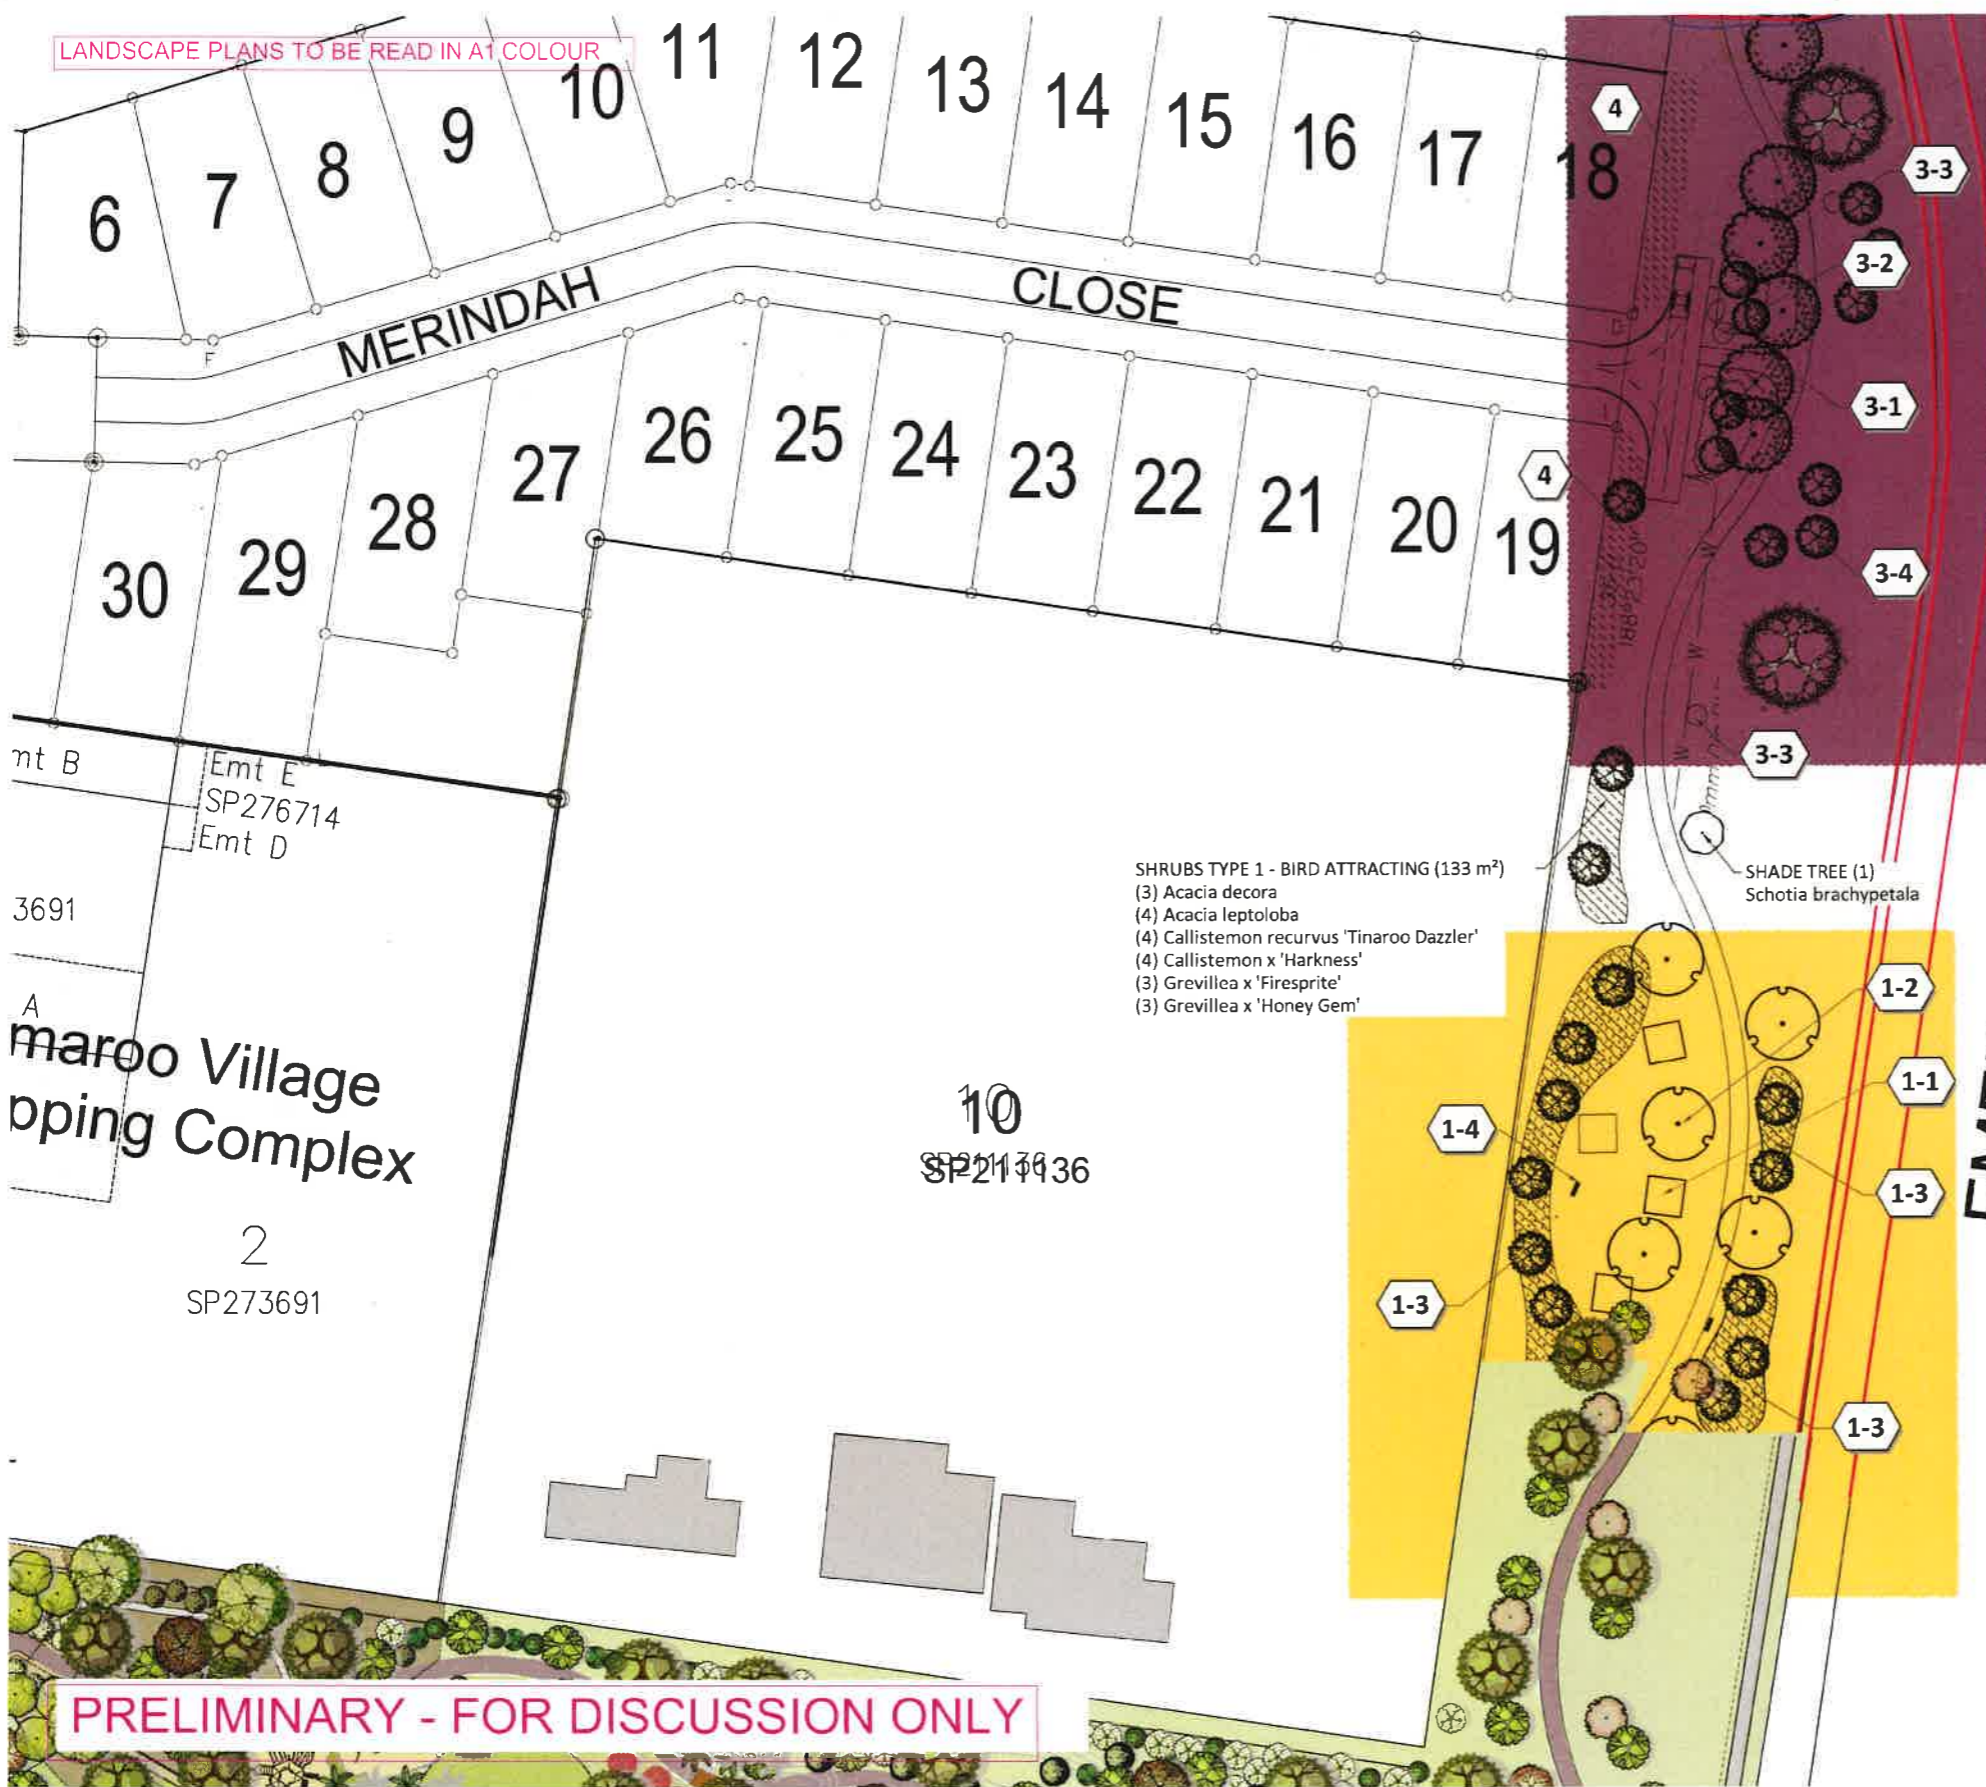 LANDSCAPE PLANS TO BE READ IN A1 COLOUR
6
7
8
9
10
11
12
13
14
15
16
17
18
4
3-3
3-2
3-1
4
3-4
3-3
MERINDAH
CLOSE
F
30
29
28
27
26
25
24
23
22
21
20
19
W
W
W
mt B
Emt E
SP276714
Emt D
3691
A
maroo Village
pping Complex
2
SP273691
10
SP211136
SHRUBS TYPE 1 - BIRD ATTRACTING (133 m²)
(3) Acacia decora
(4) Acacia leptoloba
(4) Callistemon recurvus 'Tinaroo Dazzler'
(4) Callistemon x 'Harkness'
(3) Grevillea x 'Firesprite'
(3) Grevillea x 'Honey Gem'
SHADE TREE (1)
Schotia brachypetala
1-2
1-1
1-4
1-3
1-3
1-3
PRELIMINARY - FOR DISCUSSION ONLY